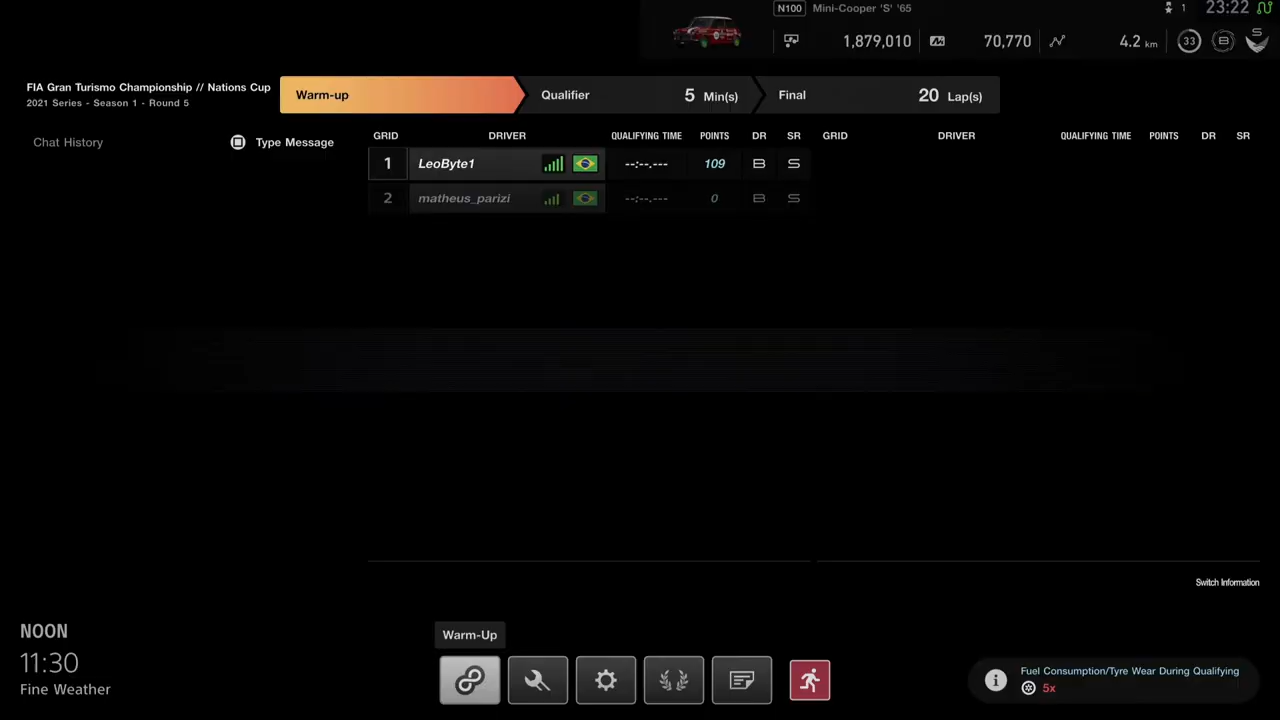 N100 Mini-Cooper 'S' '65
1 23:22
1,879,010 70,770 4.2 km 33 B S
FIA Gran Turismo Championship // Nations Cup
2021 Series - Season 1 - Round 5
Warm-up Qualifier 5 Min(s) Final 20 Lap(s)
Chat History Type Message
GRID DRIVER QUALIFYING TIME POINTS DR SR GRID DRIVER QUALIFYING TIME POINTS DR SR
1 LeoByte1 --:--.--- 109 B S
2 matheus_parizi --:--.--- 0 B S
Switch Information
NOON
11:30
Fine Weather
Warm-Up
Fuel Consumption/Tyre Wear During Qualifying
5x